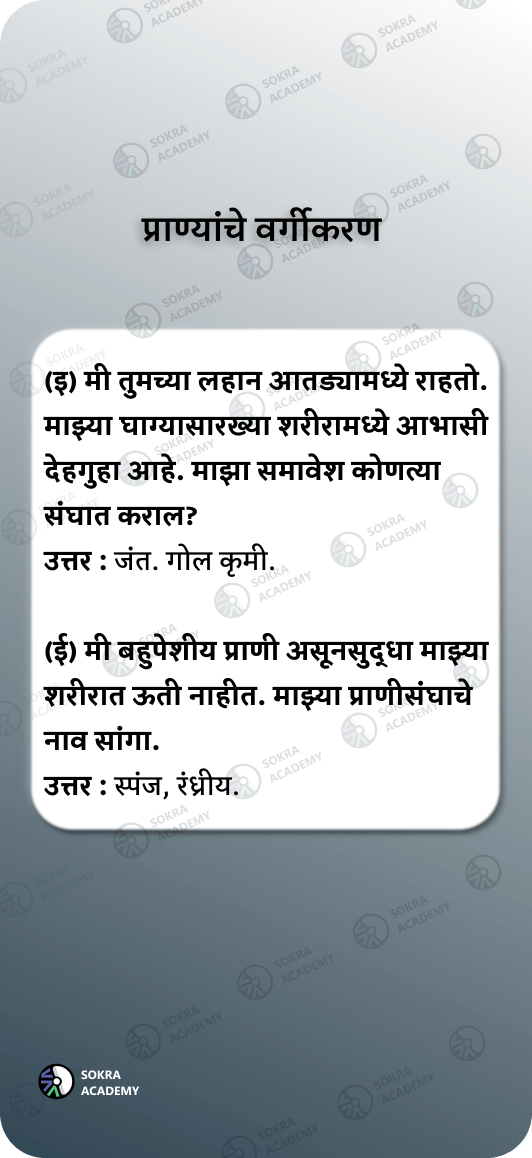 प्राण्यांचे वर्गीकरण
(इ) मी तुमच्या लहान आतड्यामध्ये राहतो.
माझ्या घाग्यासारख्या शरीरामध्ये आभासी
देहगुहा आहे. माझा समावेश कोणत्या
संघात कराल?
उत्तर : जंत. गोल कृमी.
(ई) मी बहुपेशीय प्राणी असूनसुद्धा माझ्या
शरीरात ऊती नाहीत. माझ्या प्राणीसंघाचे
नाव सांगा.
उत्तर : स्पंज, रंध्रीय.
SOKRA
ACADEMY